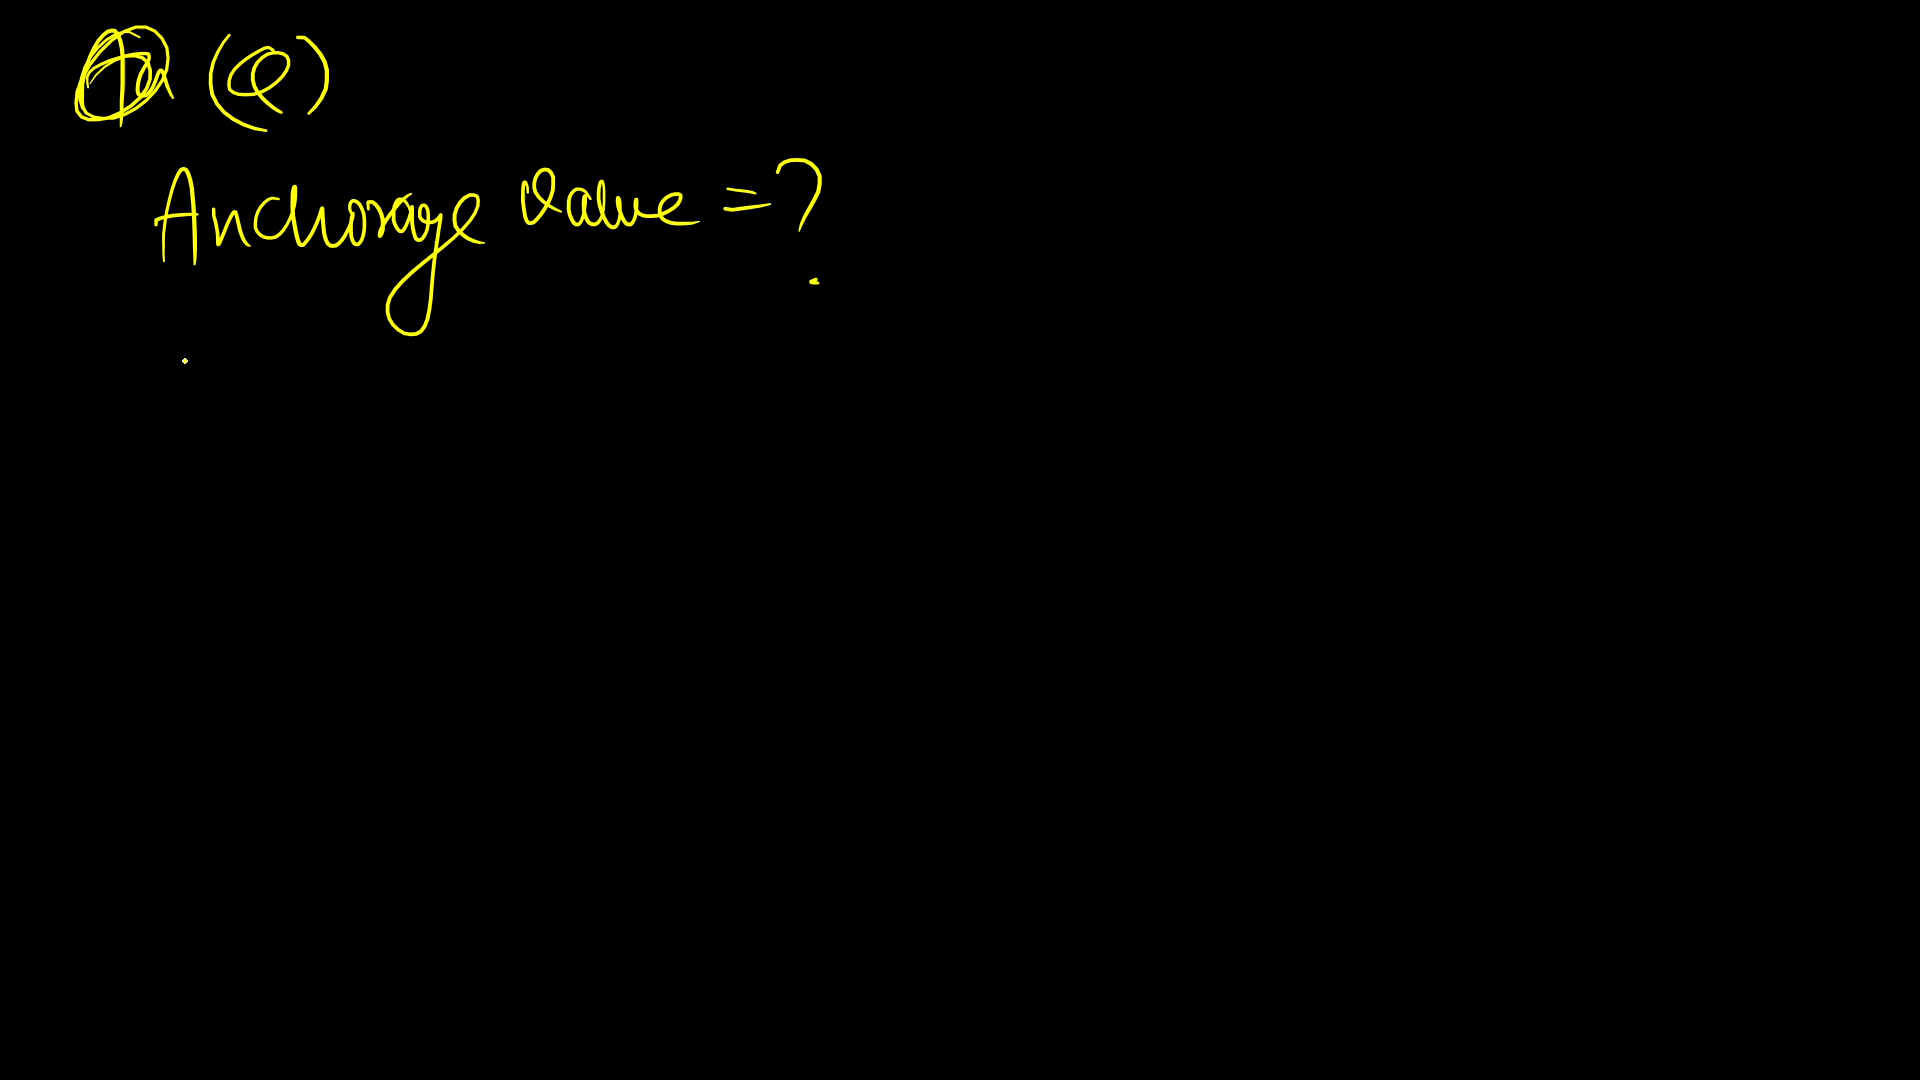 (Q)
Anchorage Value = ?